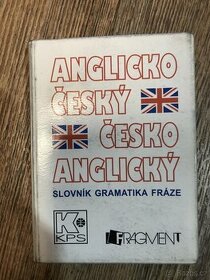 ANGLICKO
ČESKÝ
ČESKO
ANGLICKÝ
SLOVNÍK GRAMATIKA FRÁZE
K
KPS
FRAGMENT